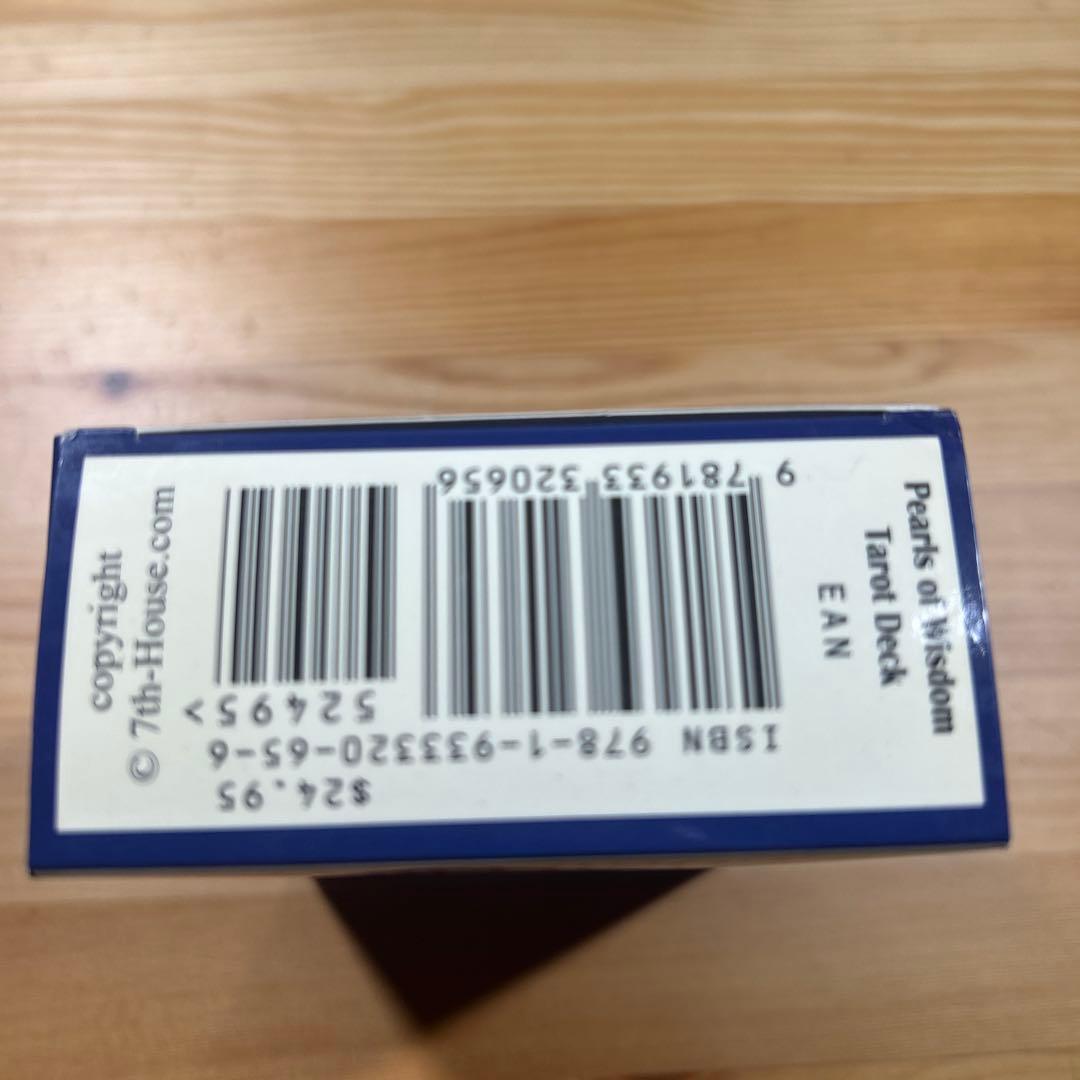 Pearls of Wisdom
Tarot Deck
EAN
$24.95
ISBN 978-1-933320-65-6
52495>
9 781933 320656
copyright
© 7th-House.com